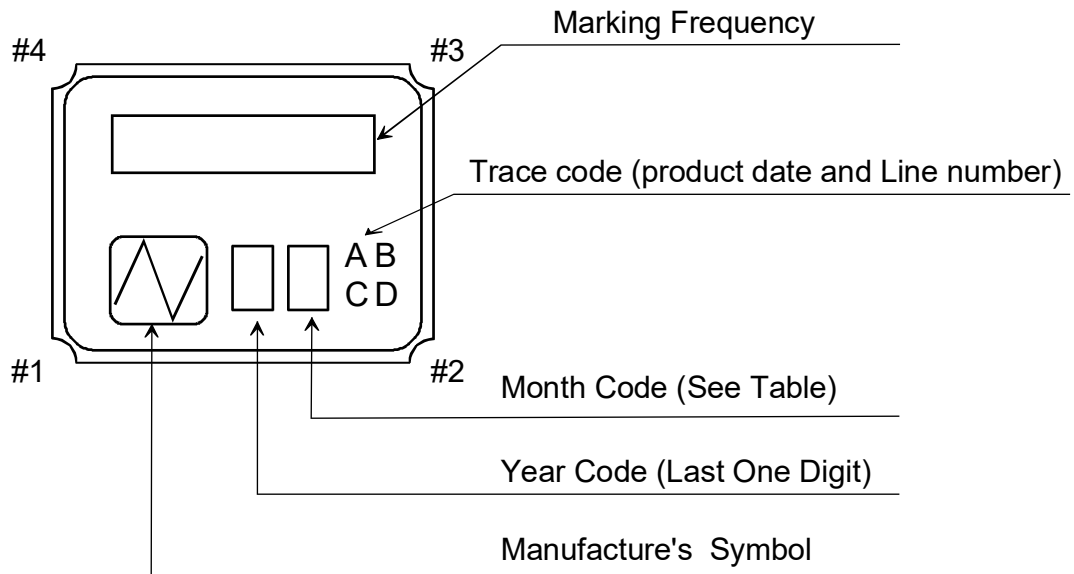 Marking Frequency
#4
#3
Trace code (product date and Line number)
A B
C D
#1
#2
Month Code (See Table)
Year Code (Last One Digit)
Manufacture's Symbol